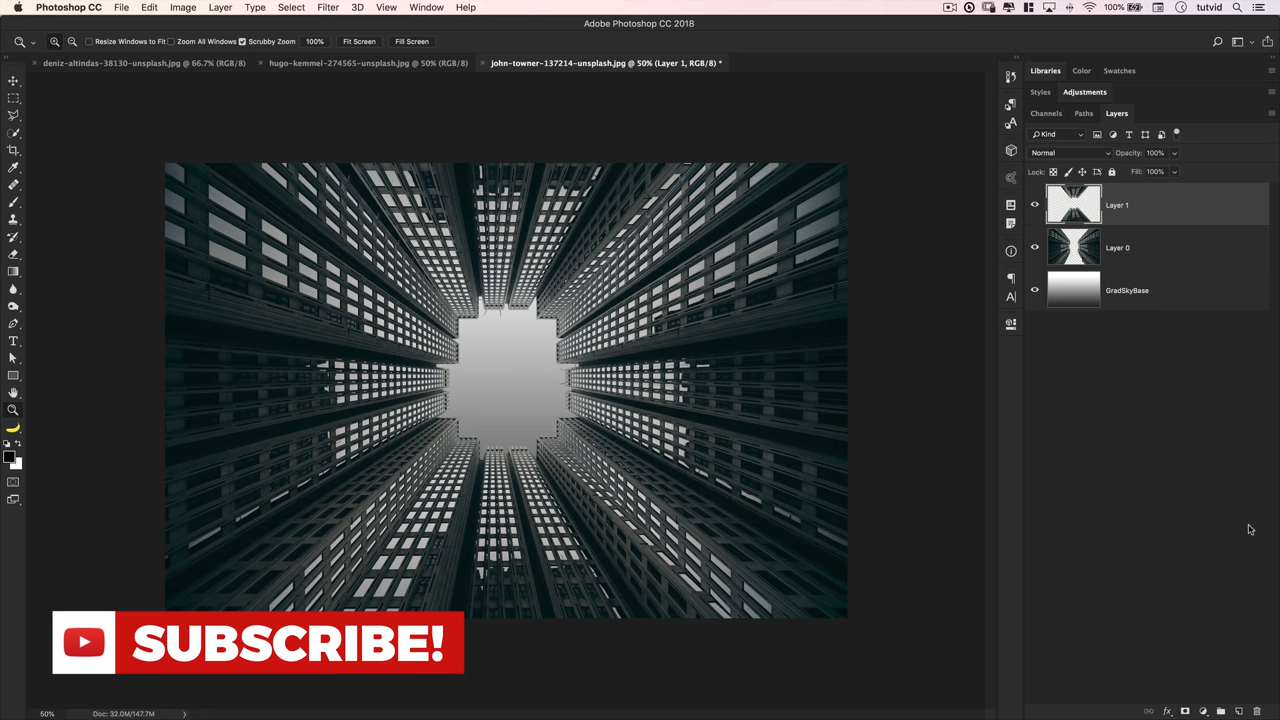 Photoshop CC File Edit Image Layer Type Select Filter 3D View Window Help 100% tutvid
Adobe Photoshop CC 2018
Resize Windows to Fit Zoom All Windows Scrubby Zoom 100% Fit Screen Fill Screen
deniz-altindas-38130-unsplash.jpg @ 66.7% (RGB/8) hugo-kemmel-274565-unsplash.jpg @ 50% (RGB/8) john-towner-137214-unsplash.jpg @ 50% (Layer 1, RGB/8) *
Libraries Color Swatches
Styles Adjustments
Channels Paths Layers
Kind
Normal Opacity: 100%
Lock: Fill: 100%
Layer 1
Layer 0
GradSkyBase
SUBSCRIBE!
50% Doc: 32.0M/147.7M